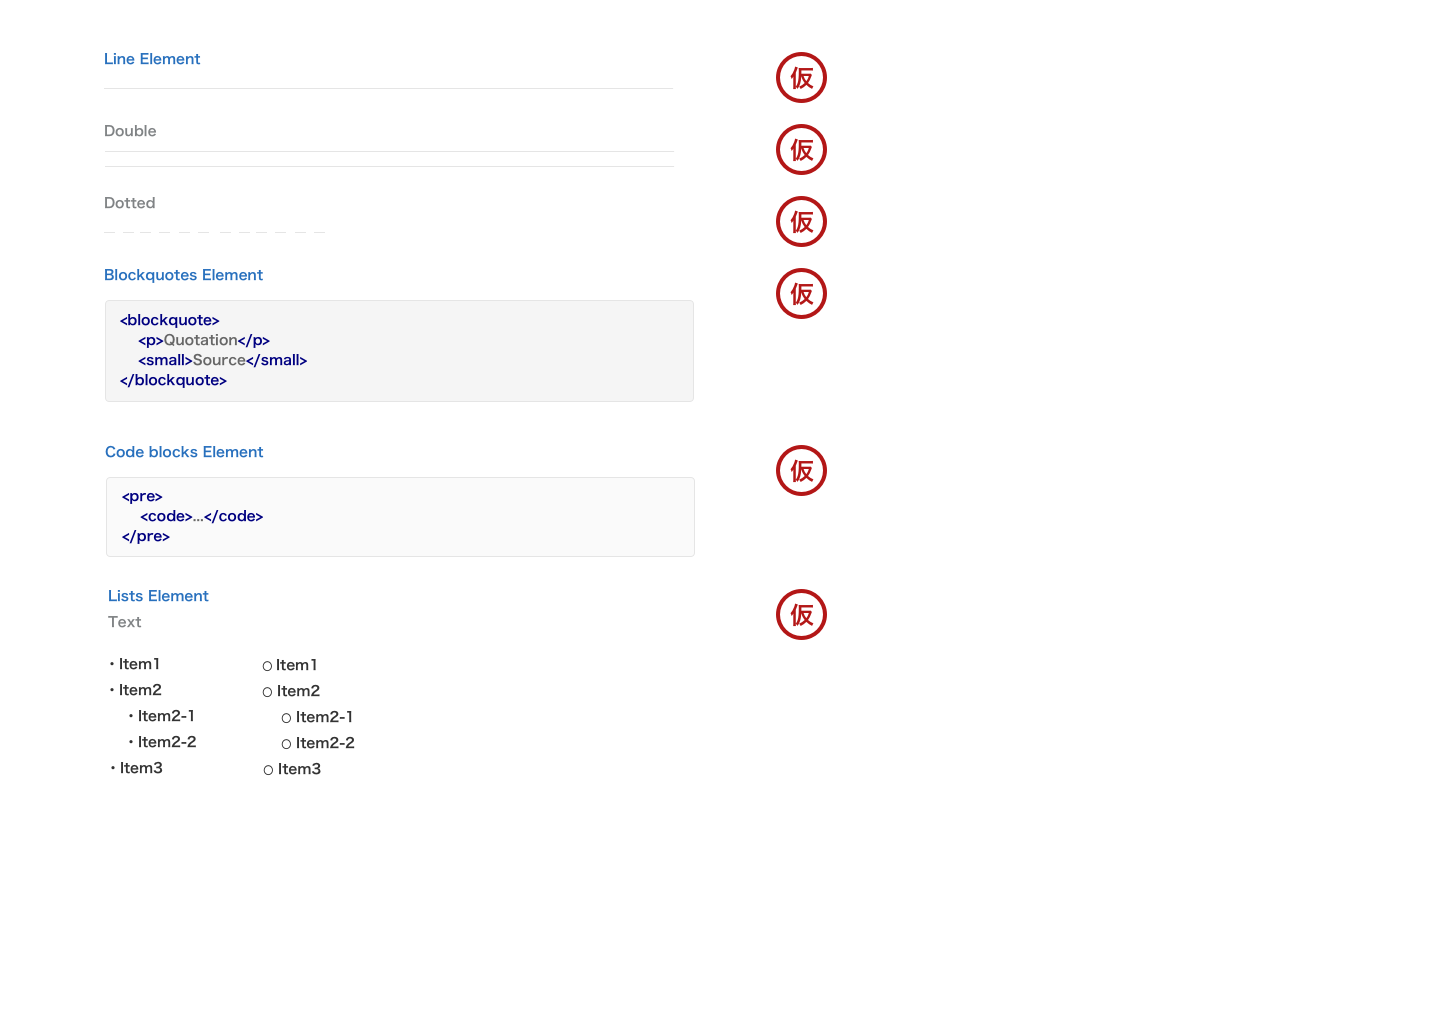 Line Element
仮
Double
仮
Dotted
仮
Blockquotes Element
仮
<blockquote>
<p>Quotation</p>
<small>Source</small>
</blockquote>
Code blocks Element
仮
<pre>
<code>...</code>
</pre>
Lists Element
仮
Text
・Item1
・Item2
・Item2-1
・Item2-2
・Item3
○ Item1
○ Item2
○ Item2-1
○ Item2-2
○ Item3